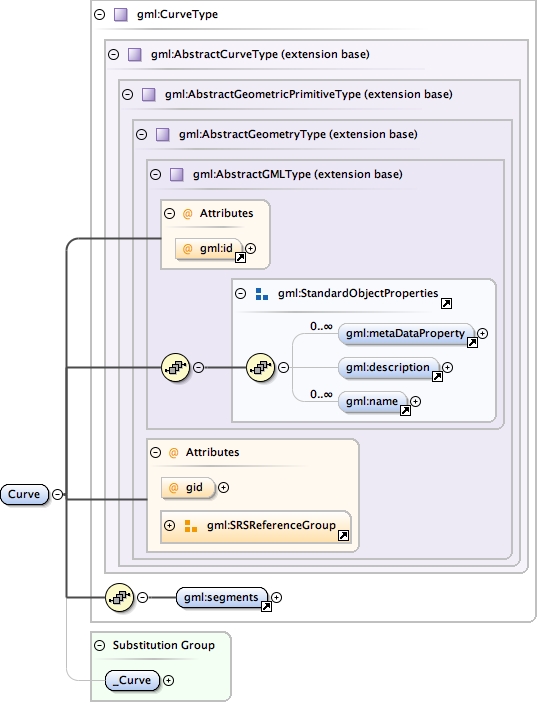 gml:CurveType
gml:AbstractCurveType (extension base)
gml:AbstractGeometricPrimitiveType (extension base)
gml:AbstractGeometryType (extension base)
gml:AbstractGMLType (extension base)
@ Attributes
@ gml:id
gml:StandardObjectProperties
0..∞
gml:metaDataProperty
gml:description
0..∞
gml:name
@ Attributes
@ gid
Curve
gml:SRSReferenceGroup
gml:segments
Substitution Group
_Curve